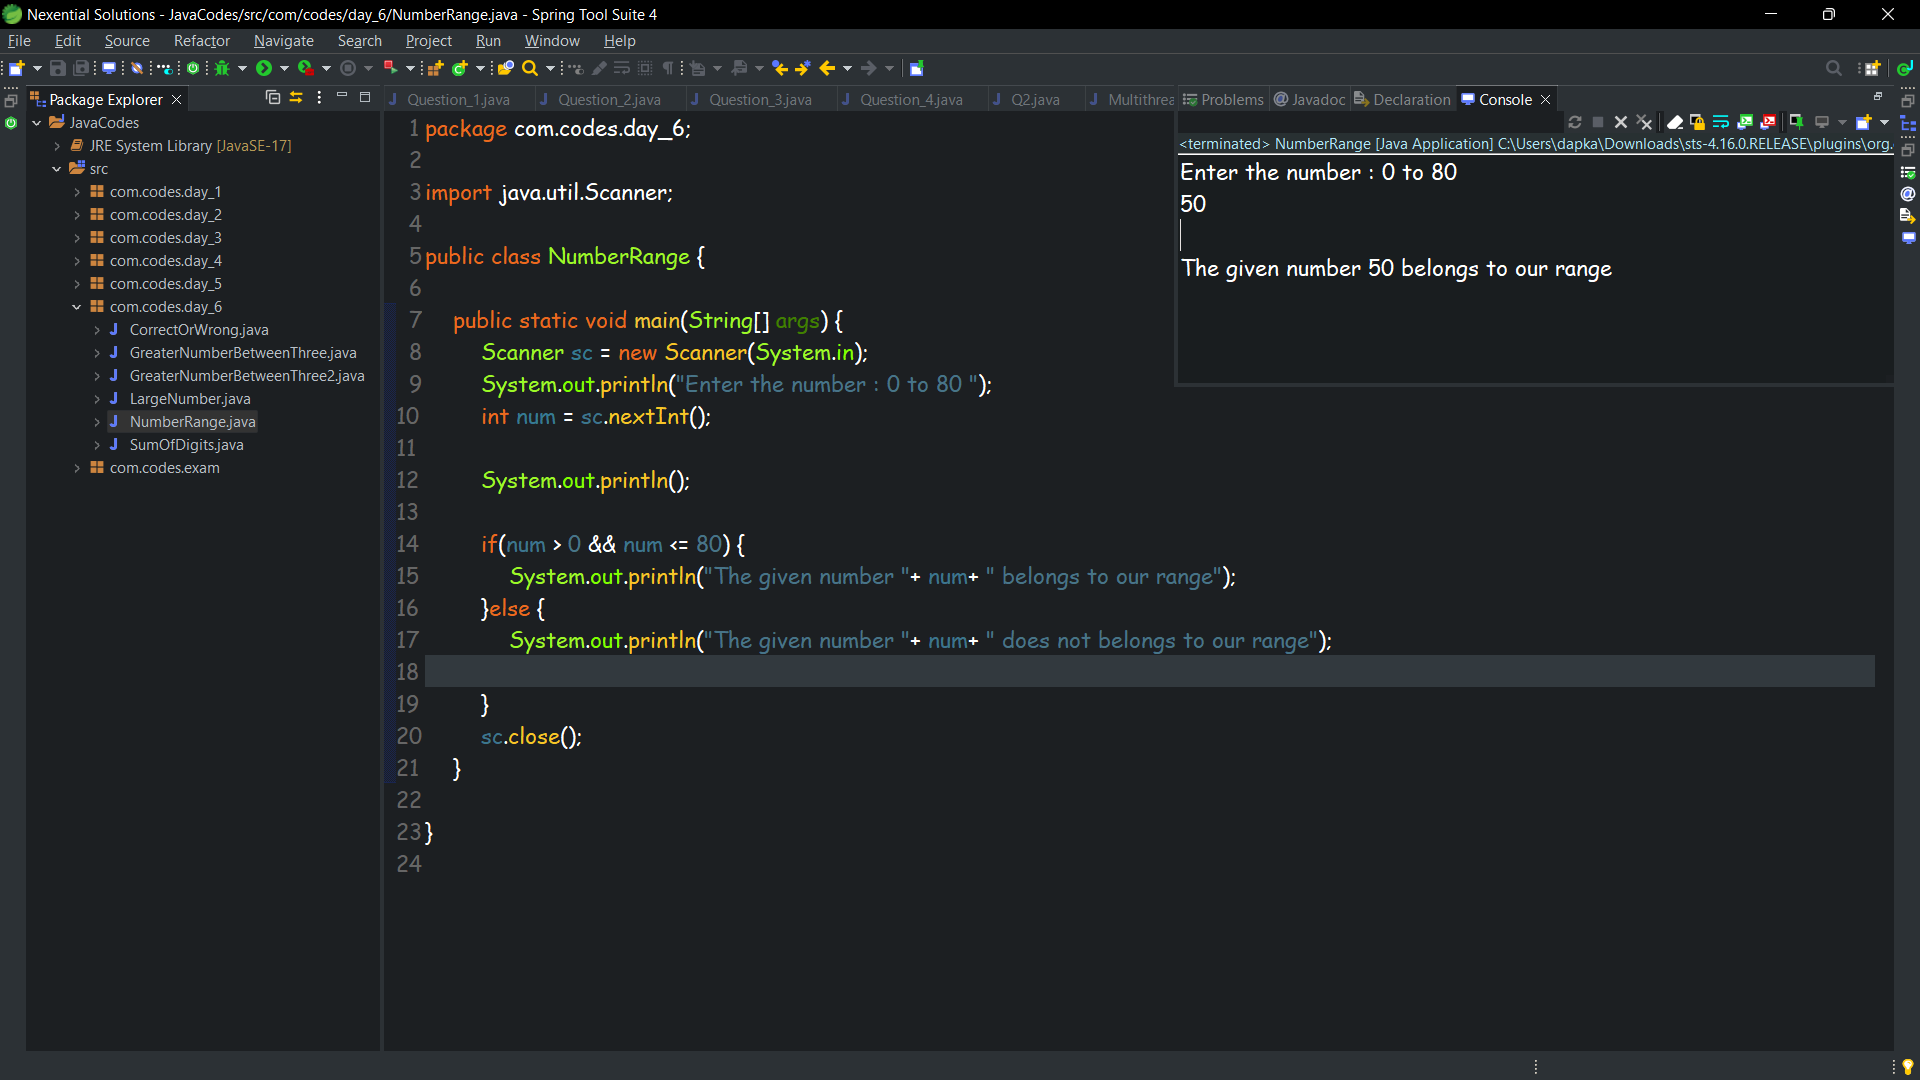 Nexential Solutions - JavaCodes/src/com/codes/day_6/NumberRange.java - Spring Tool Suite 4
File Edit Source Refactor Navigate Search Project Run Window Help
Package Explorer
JavaCodes
JRE System Library [JavaSE-17]
src
com.codes.day_1
com.codes.day_2
com.codes.day_3
com.codes.day_4
com.codes.day_5
com.codes.day_6
CorrectOrWrong.java
GreaterNumberBetweenThree.java
GreaterNumberBetweenThree2.java
LargeNumber.java
NumberRange.java
SumOfDigits.java
com.codes.exam
Question_1.java Question_2.java Question_3.java Question_4.java Q2.java Multithrea
1 package com.codes.day_6;
2
3 import java.util.Scanner;
4
5 public class NumberRange {
6
7 public static void main(String[] args) {
8 Scanner sc = new Scanner(System.in);
9 System.out.println("Enter the number : 0 to 80 ");
10 int num = sc.nextInt();
11
12 System.out.println();
13
14 if(num > 0 && num <= 80) {
15 System.out.println("The given number "+ num+ " belongs to our range");
16 }else {
17 System.out.println("The given number "+ num+ " does not belongs to our range");
18
19 }
20 sc.close();
21 }
22
23 }
24
Problems Javadoc Declaration Console
<terminated> NumberRange [Java Application] C:\Users\dapka\Downloads\sts-4.16.0.RELEASE\plugins\org.
Enter the number : 0 to 80
50
The given number 50 belongs to our range